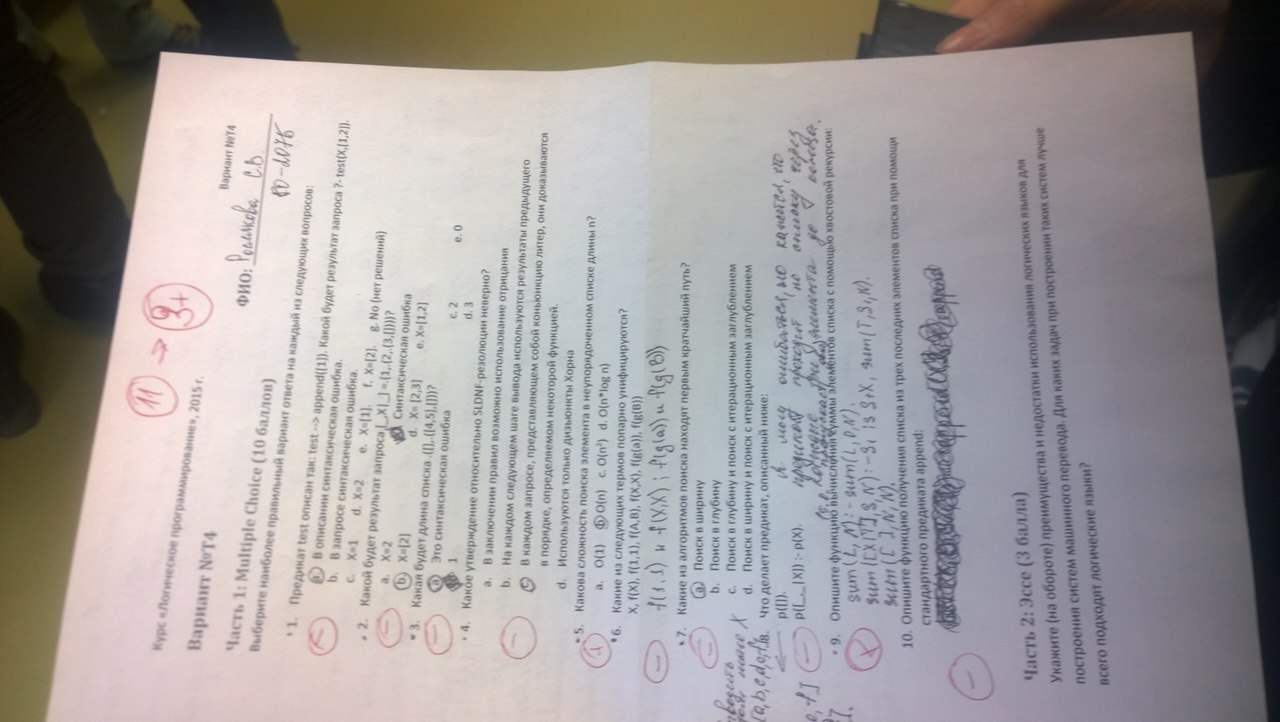 11 → 3+
Курс «Логическое программирование», 2015 г.
Вариант №Т4
Вариант №Т4
ФИО: С.В.
80-207Б
Часть 1: Multiple Choice (10 баллов)
Выберите наиболее правильный вариант ответа на каждый из следующих вопросов:
1. Предикат test описан так: test --> append([1]). Какой будет результат запроса ?- test(X,[1,2]).
a. В описании синтаксическая ошибка.
b. В запросе синтаксическая ошибка.
c. X=1 d. X=2 e. X=[1]. f. X=[2]. g. No (нет решений)
2. Какой будет результат запроса [_,X|_] =.(1,.(2,.(3,[])))?
a. X=2 Синтаксическая ошибка
b. X=[2] d. X= [2,3] e. X=[1,2]
3. Какая будет длина списка .([],.([4,5],[]))?
a Это синтаксическая ошибка c. 2 e. 0
1 d. 3
4. Какое утверждение относительно SLDNF-резолюции неверно?
a. В заключении правил возможно использование отрицания
b. На каждом следующем шаге вывода используются результаты предыдущего
c В каждом запросе, представляющем собой конъюнкцию литер, они доказываются
в порядке, определяемом некоторой функцией.
d. Используются только дизъюнкты Хорна
5. Какова сложность поиска элемента в неупорядоченном списке длины n?
a. O(1) b O(n) c. O(n²) d. O(n*log n)
6. Какие из следующих термов попарно унифицируются?
X, f(X), f(1,1), f(A,B), f(X,X), f(g(a)), f(g(B))
f(1,1) и f(X,X) ; f(g(a)) и f(g(B))
7. Какие из алгоритмов поиска находят первым кратчайший путь?
a Поиск в ширину
b. Поиск в глубину
c. Поиск в глубину и поиск с итерационным заглублением
d. Поиск в ширину и поиск с итерационным заглублением
X
[a,b,c,d,e,f]
8. Что делает предикат, описанный ниже:
p([]).
p([_,_|X]) :- p(X).
Я могу ошибаться, но кажется, что
предикат проходит по списку через
каждые три элемента до конца.
9. Опишите функцию вычисления суммы элементов списка с помощью хвостовой рекурсии:
sum(L, N):- sum(L,0,N).
sum([X|T],S,N):-S₁ is S+X, sum(T,S₁,N).
sum([ ],N,N).
10. Опишите функцию получения списка из трех последних элементов списка при помощи
стандартного предиката append:
Часть 2: Эссе (3 балла)
Укажите (на обороте) преимущества и недостатки использования логических языков для
построения систем машинного перевода. Для каких задач при построении таких систем лучше
всего подходят логические языки?